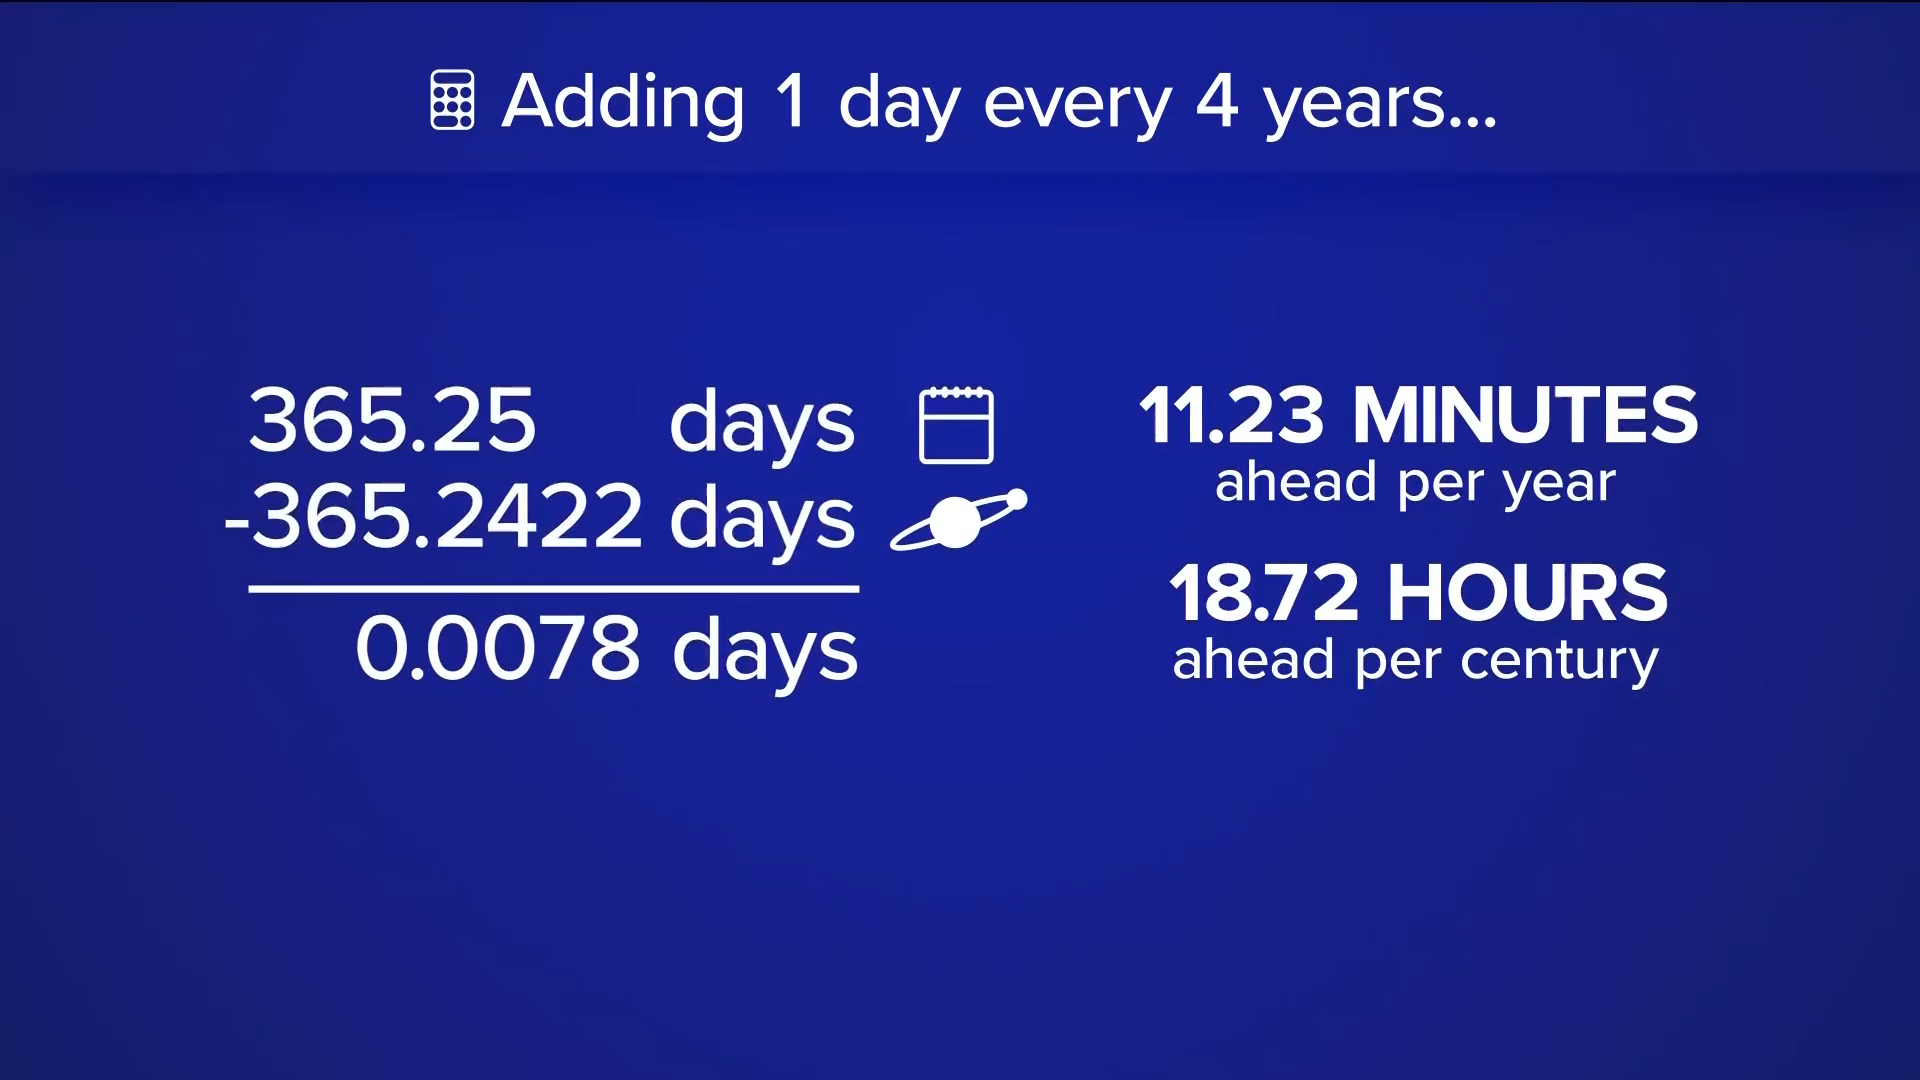 Adding 1 day every 4 years...
365.25 days
-365.2422 days
0.0078 days
11.23 MINUTES
ahead per year
18.72 HOURS
ahead per century